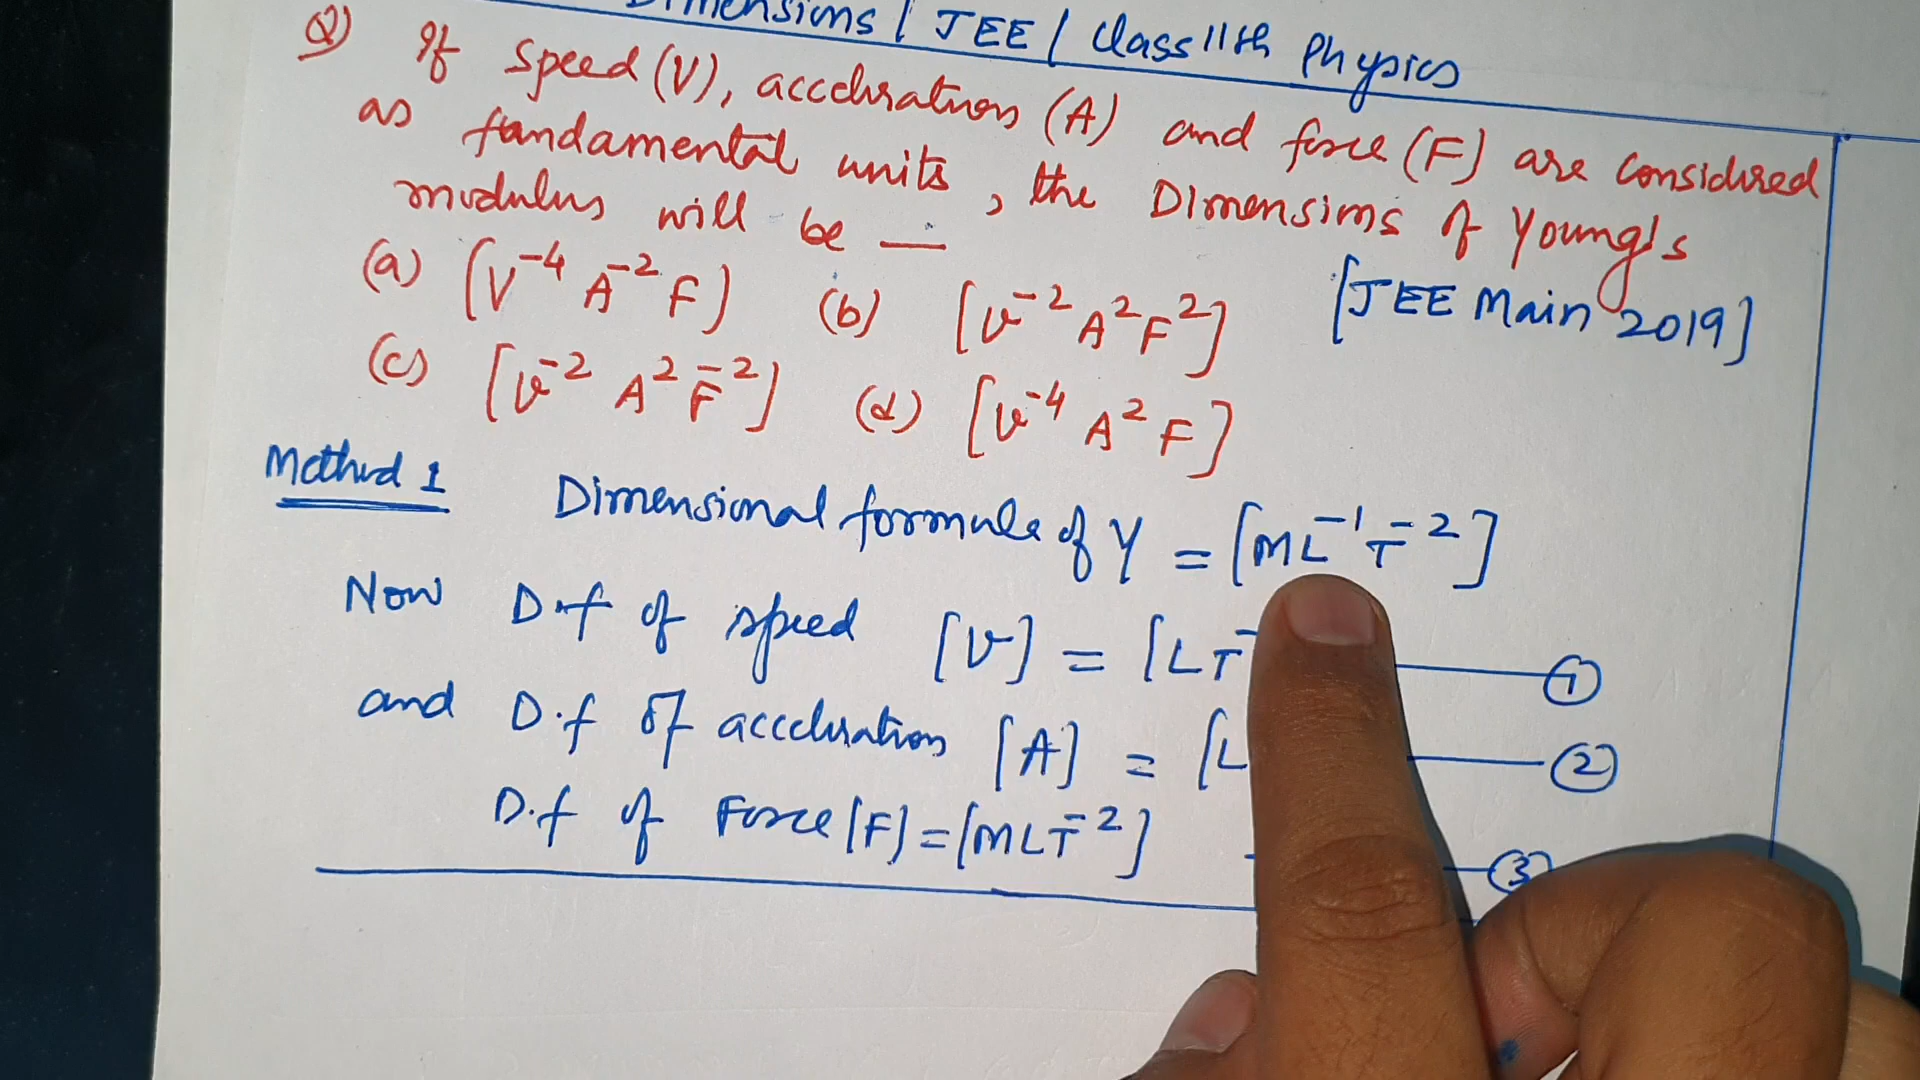 Dimensions / JEE / Class 11th Physics
Q) If speed (V), acceleration (A) and force (F) are considered
as fundamental units, the Dimensions of Young's
modulus will be —
(a) [V⁻⁴ A⁻² F] (b) [V⁻² A² F²] [JEE Main 2019]
(c) [V⁻² A² F⁻²] (d) [V⁻⁴ A² F]
Method 1 Dimensional formula of Y = [ML⁻¹T⁻²]
Now D.f of speed [V] = [LT⁻ — ①
and D.f of acceleration [A] = [L — ②
D.f of Force [F] = [MLT⁻²] — ③